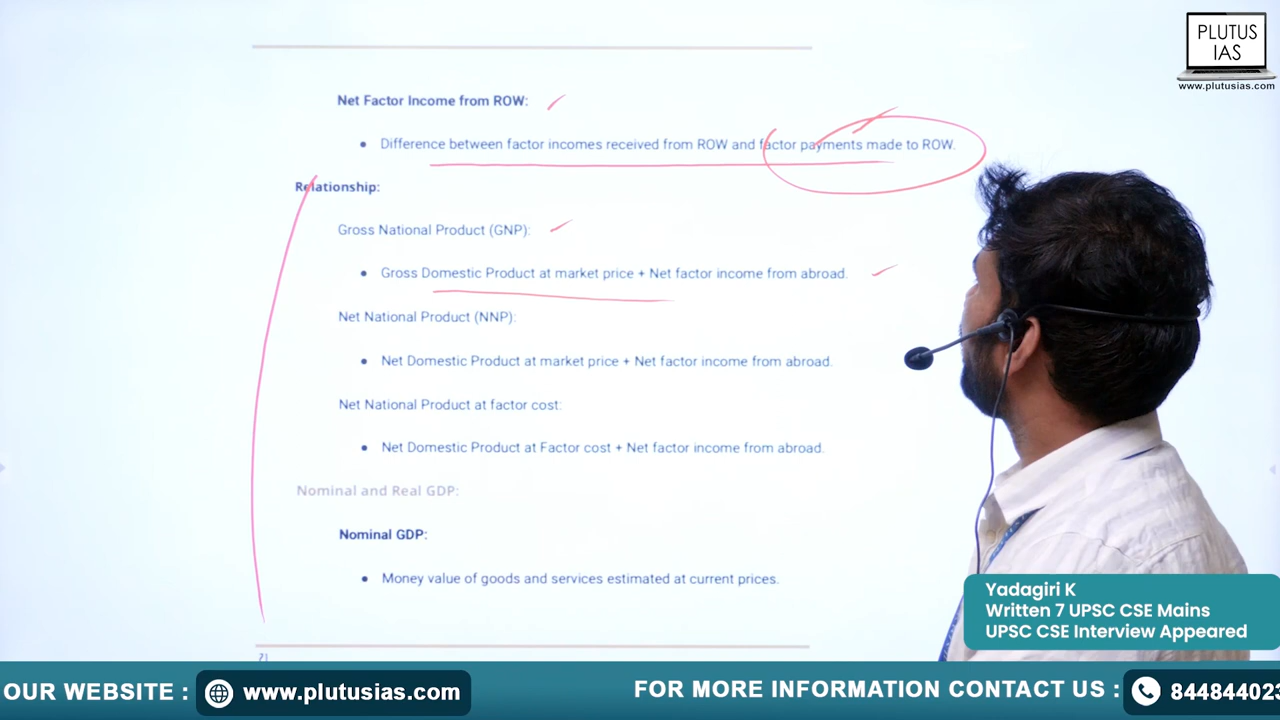 PLUTUS
IAS
www.plutusias.com
Net Factor Income from ROW:
• Difference between factor incomes received from ROW and factor payments made to ROW.
Relationship:
Gross National Product (GNP):
• Gross Domestic Product at market price + Net factor income from abroad.
Net National Product (NNP):
• Net Domestic Product at market price + Net factor income from abroad.
Net National Product at factor cost:
• Net Domestic Product at Factor cost + Net factor income from abroad.
Nominal and Real GDP:
Nominal GDP:
• Money value of goods and services estimated at current prices.
Yadagiri K
Written 7 UPSC CSE Mains
UPSC CSE Interview Appeared
OUR WEBSITE : www.plutusias.com
FOR MORE INFORMATION CONTACT US : 844844023